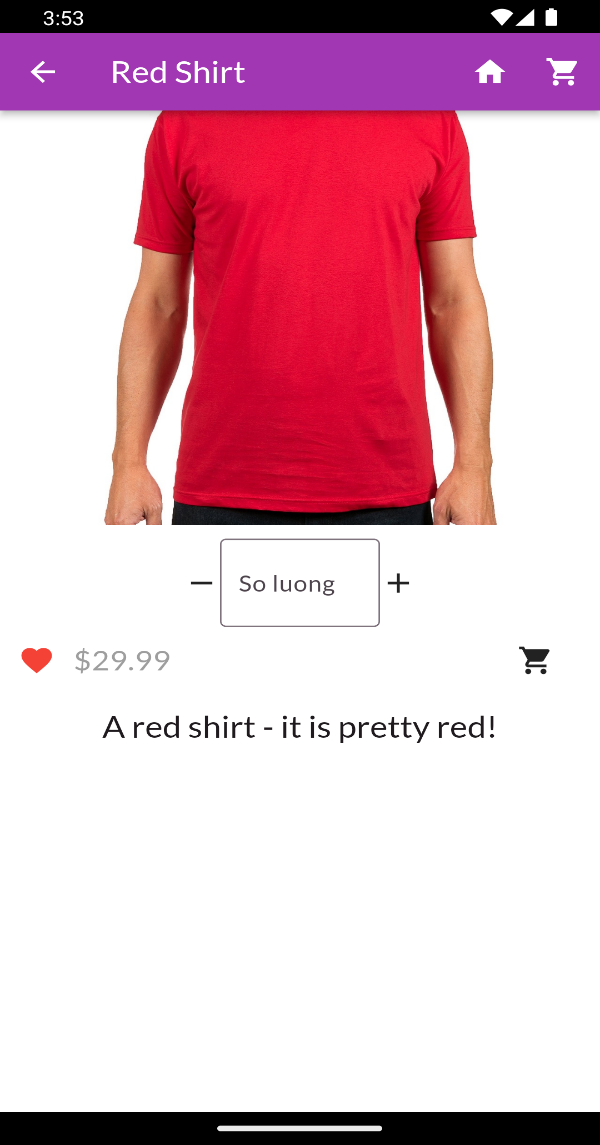 3:53
Red Shirt
So luong
$29.99
A red shirt - it is pretty red!